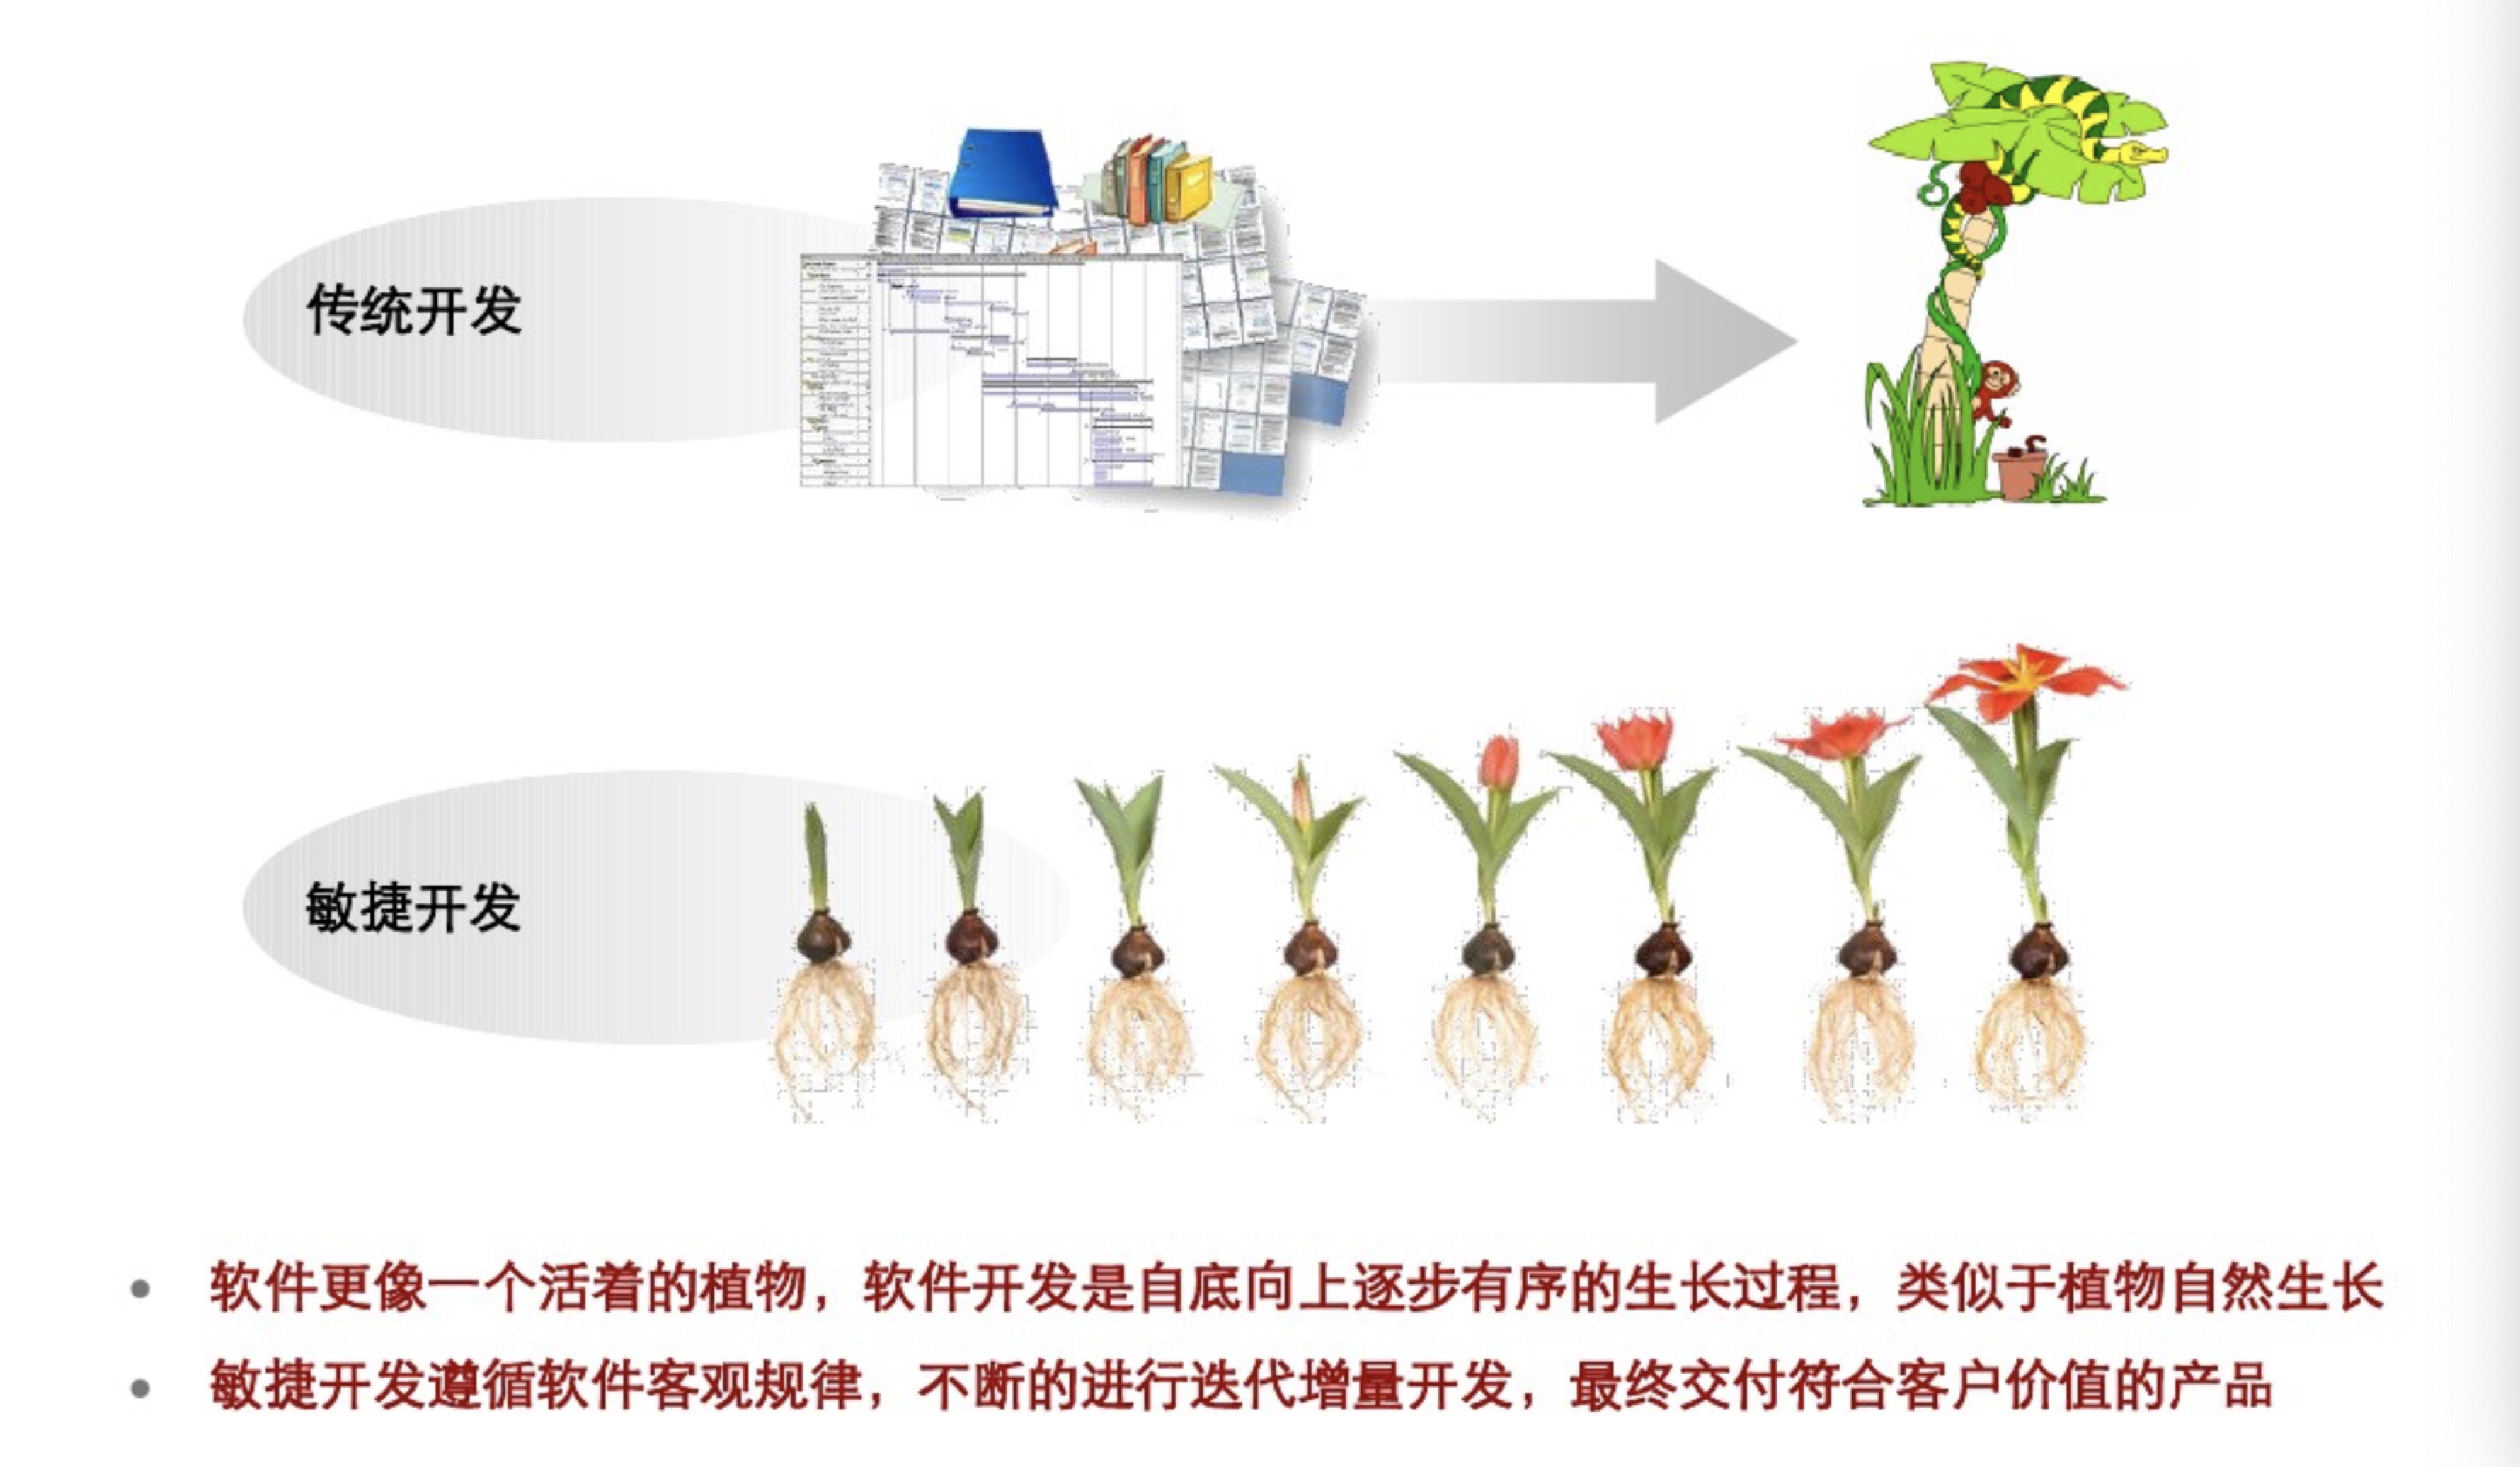 传统开发
敏捷开发
• 软件更像一个活着的植物，软件开发是自底向上逐步有序的生长过程，类似于植物自然生长
• 敏捷开发遵循软件客观规律，不断的进行迭代增量开发，最终交付符合客户价值的产品